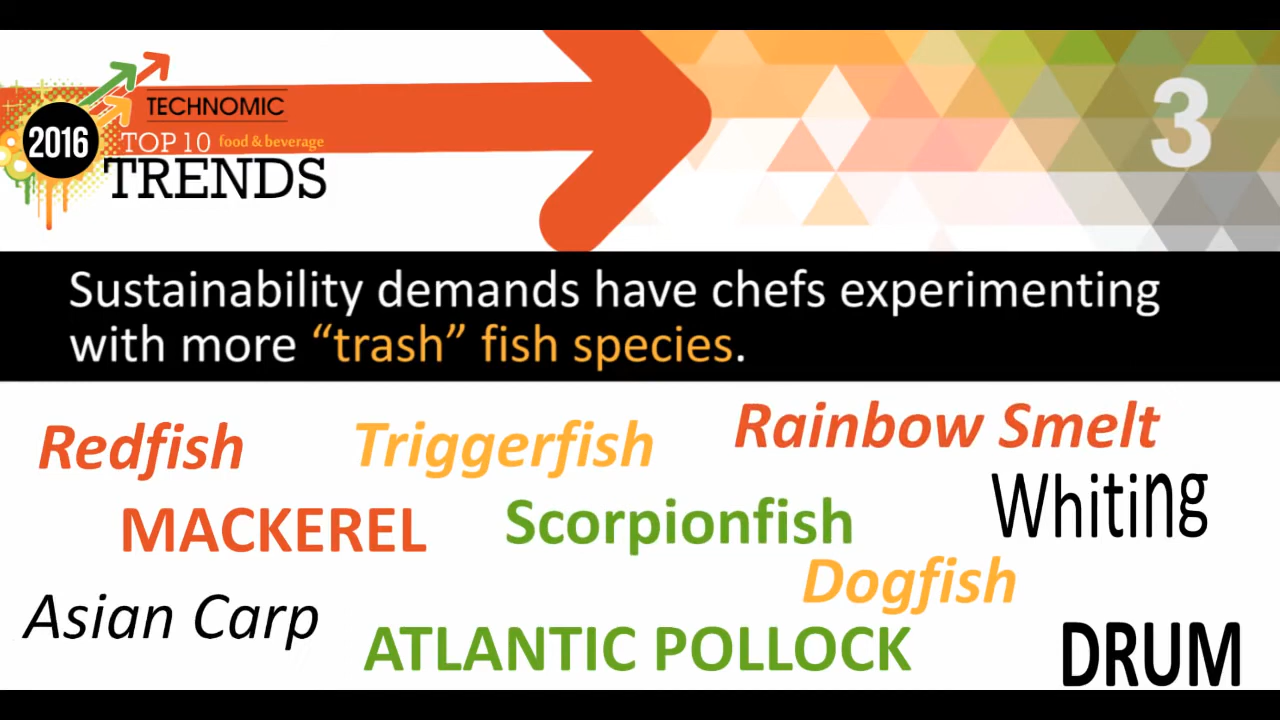 TECHNOMIC
2016
TOP 10 food & beverage
TRENDS
3
Sustainability demands have chefs experimenting
with more “trash” fish species.
Redfish
Triggerfish
Rainbow Smelt
MACKEREL
Scorpionfish
Whiting
Dogfish
Asian Carp
ATLANTIC POLLOCK
DRUM